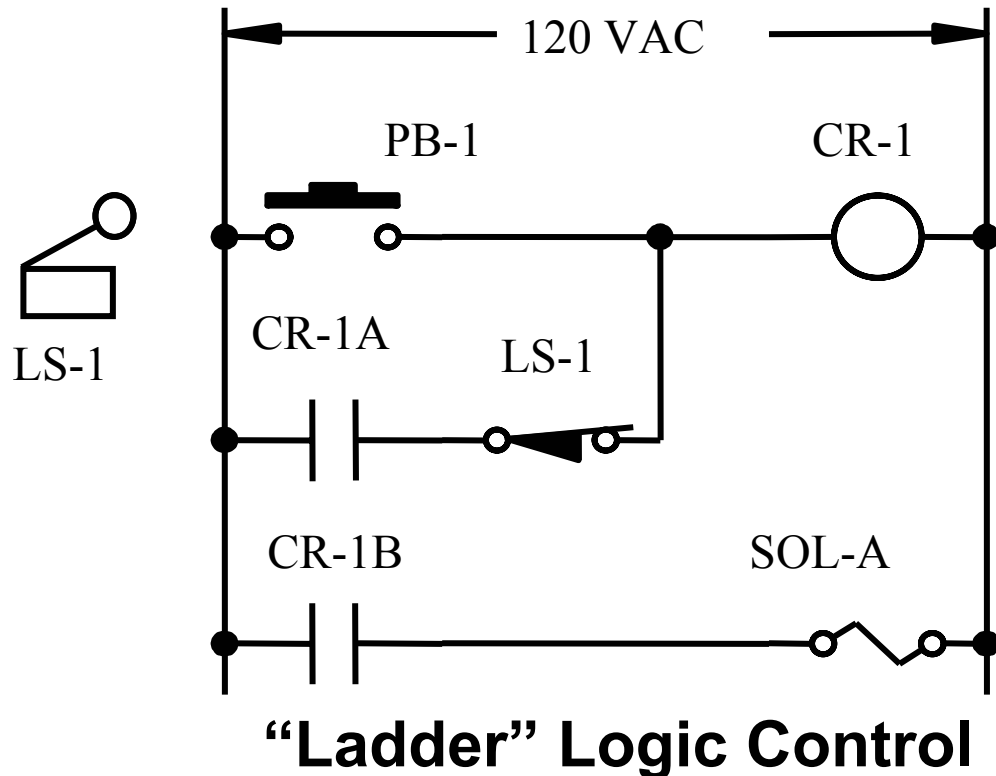 120 VAC
PB-1
CR-1
LS-1
CR-1A
LS-1
CR-1B
SOL-A
“Ladder” Logic Control